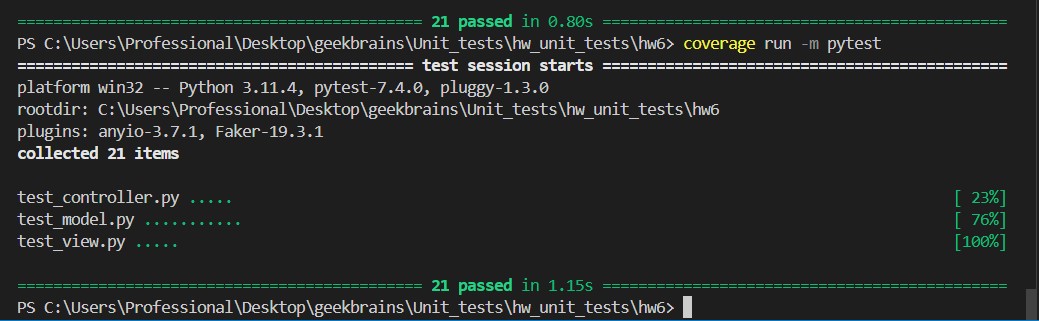 ============================================= 21 passed in 0.80s =============================================
PS C:\Users\Professional\Desktop\geekbrains\Unit_tests\hw_unit_tests\hw6> coverage run -m pytest
============================================ test session starts =============================================
platform win32 -- Python 3.11.4, pytest-7.4.0, pluggy-1.3.0
rootdir: C:\Users\Professional\Desktop\geekbrains\Unit_tests\hw_unit_tests\hw6
plugins: anyio-3.7.1, Faker-19.3.1
collected 21 items
test_controller.py ..... [ 23%]
test_model.py ........... [ 76%]
test_view.py ..... [100%]
============================================= 21 passed in 1.15s =============================================
PS C:\Users\Professional\Desktop\geekbrains\Unit_tests\hw_unit_tests\hw6>